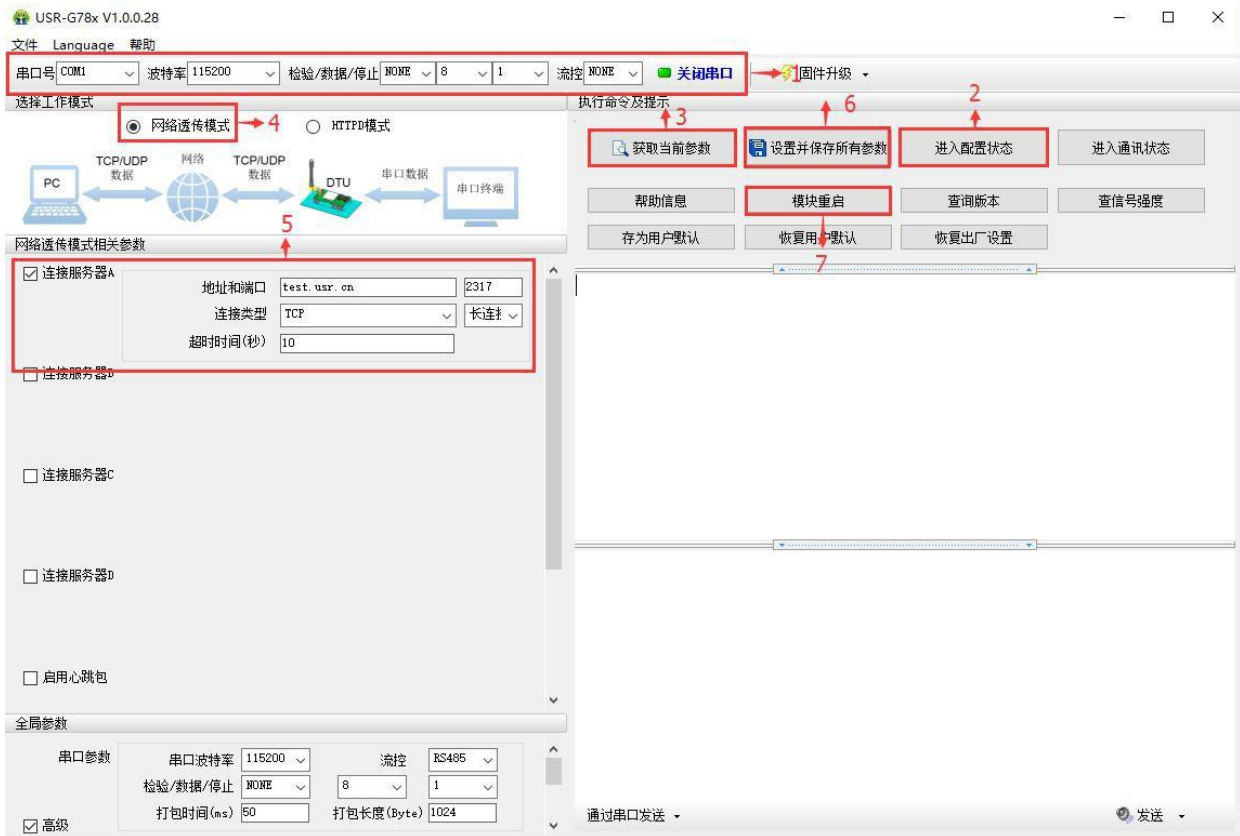 USR-G78x V1.0.0.28
文件 Language 帮助
串口号 COM1 波特率 115200 检验/数据/停止 NONE 8 1 流控 NONE 关闭串口 1 固件升级
选择工作模式
网络透传模式 4 HTTPD模式
PC
TCP/UDP
数据
网络
TCP/UDP
数据
DTU
串口数据
串口终端
5
网络透传模式相关参数
连接服务器A
地址和端口 test.usr.cn 2317
连接类型 TCP 长连接
超时时间(秒) 10
连接服务器B
连接服务器C
连接服务器D
启用心跳包
全局参数
串口参数
串口波特率 115200 流控 RS485
检验/数据/停止 NONE 8 1
打包时间(ms) 50 打包长度(Byte) 1024
高级
执行命令及提示
3 6 2
获取当前参数 设置并保存所有参数 进入配置状态 进入通讯状态
帮助信息 模块重启 查询版本 查信号强度
存为用户默认 恢复用户默认 恢复出厂设置
7
通过串口发送 发送